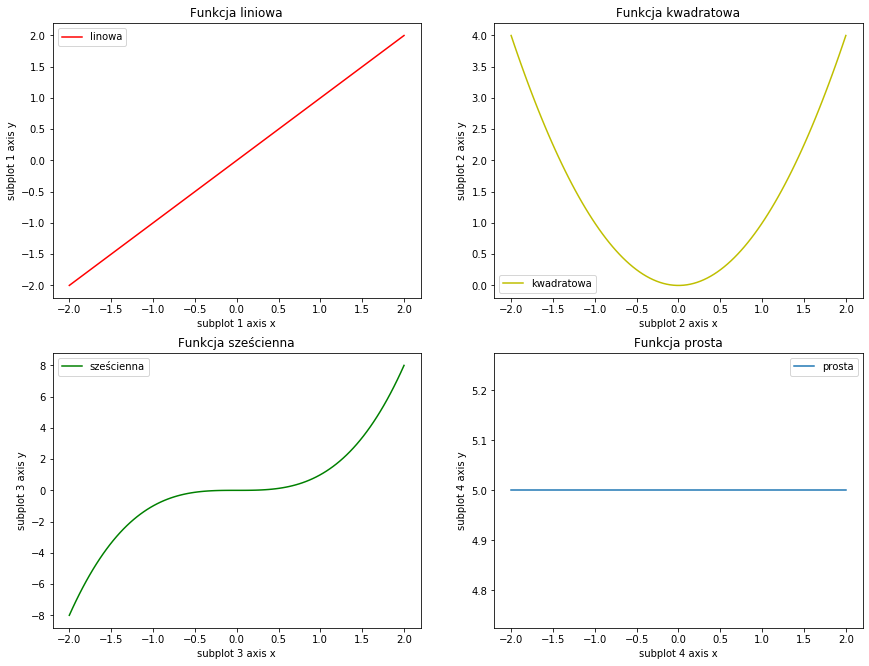 Funkcja liniowa
linowa
2.0
1.5
1.0
0.5
0.0
−0.5
−1.0
−1.5
−2.0
subplot 1 axis y
−2.0 −1.5 −1.0 −0.5 0.0 0.5 1.0 1.5 2.0
subplot 1 axis x
Funkcja kwadratowa
4.0
3.5
3.0
2.5
2.0
1.5
1.0
0.5
0.0
subplot 2 axis y
kwadratowa
−2.0 −1.5 −1.0 −0.5 0.0 0.5 1.0 1.5 2.0
subplot 2 axis x
Funkcja sześcienna
sześcienna
8
6
4
2
0
−2
−4
−6
−8
subplot 3 axis y
−2.0 −1.5 −1.0 −0.5 0.0 0.5 1.0 1.5 2.0
subplot 3 axis x
Funkcja prosta
prosta
5.2
5.1
5.0
4.9
4.8
subplot 4 axis y
−2.0 −1.5 −1.0 −0.5 0.0 0.5 1.0 1.5 2.0
subplot 4 axis x